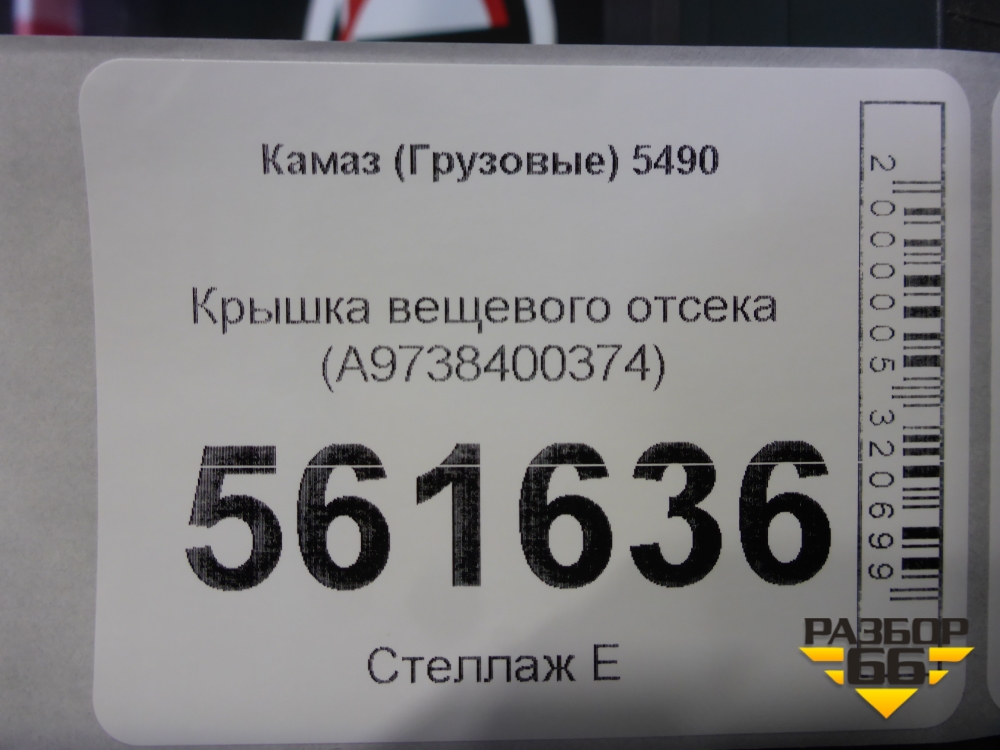 Камаз (Грузовые) 5490
Крышка вещевого отсека
(A9738400374)
561636
Стеллаж Е
2000005320699
РАЗБОР
66